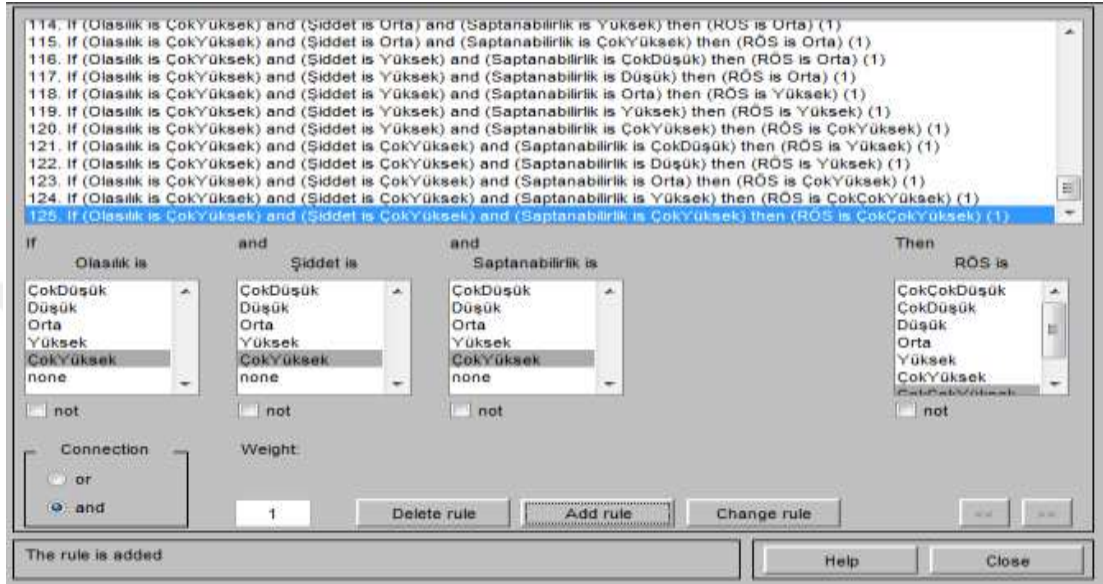 114. If (Olasılık is ÇokYüksek) and (Şiddet is Orta) and (Saptanabilirlik is Yüksek) then (RÖS is Orta) (1)
115. If (Olasılık is ÇokYüksek) and (Şiddet is Orta) and (Saptanabilirlik is ÇokYüksek) then (RÖS is Orta) (1)
116. If (Olasılık is ÇokYüksek) and (Şiddet is Yüksek) and (Saptanabilirlik is ÇokDüşük) then (RÖS is Orta) (1)
117. If (Olasılık is ÇokYüksek) and (Şiddet is Yüksek) and (Saptanabilirlik is Düşük) then (RÖS is Orta) (1)
118. If (Olasılık is ÇokYüksek) and (Şiddet is Yüksek) and (Saptanabilirlik is Orta) then (RÖS is Yüksek) (1)
119. If (Olasılık is ÇokYüksek) and (Şiddet is Yüksek) and (Saptanabilirlik is Yüksek) then (RÖS is Yüksek) (1)
120. If (Olasılık is ÇokYüksek) and (Şiddet is Yüksek) and (Saptanabilirlik is ÇokYüksek) then (RÖS is ÇokYüksek) (1)
121. If (Olasılık is ÇokYüksek) and (Şiddet is ÇokYüksek) and (Saptanabilirlik is ÇokDüşük) then (RÖS is Yüksek) (1)
122. If (Olasılık is ÇokYüksek) and (Şiddet is ÇokYüksek) and (Saptanabilirlik is Düşük) then (RÖS is Yüksek) (1)
123. If (Olasılık is ÇokYüksek) and (Şiddet is ÇokYüksek) and (Saptanabilirlik is Orta) then (RÖS is ÇokYüksek) (1)
124. If (Olasılık is ÇokYüksek) and (Şiddet is ÇokYüksek) and (Saptanabilirlik is Yüksek) then (RÖS is ÇokÇokYüksek) (1)
125. If (Olasılık is ÇokYüksek) and (Şiddet is ÇokYüksek) and (Saptanabilirlik is ÇokYüksek) then (RÖS is ÇokÇokYüksek) (1)
If and and Then
Olasılık is Şiddet is Saptanabilirlik is RÖS is
ÇokDüşük ÇokDüşük ÇokDüşük ÇokÇokDüşük
Düşük Düşük Düşük ÇokDüşük
Orta Orta Orta Düşük
Yüksek Yüksek Yüksek Orta
ÇokYüksek ÇokYüksek ÇokYüksek Yüksek
none none none ÇokYüksek
ÇokÇokYüksek
not not not not
Connection Weight:
or
and 1 Delete rule Add rule Change rule << >>
The rule is added Help Close